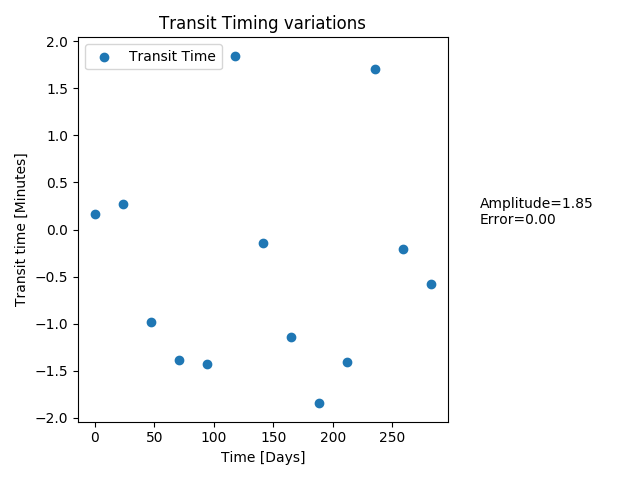 Transit Timing variations
Transit Time
2.0
1.5
1.0
0.5
0.0
−0.5
−1.0
−1.5
−2.0
Transit time [Minutes]
0
50
100
150
200
250
Time [Days]
Amplitude=1.85
Error=0.00